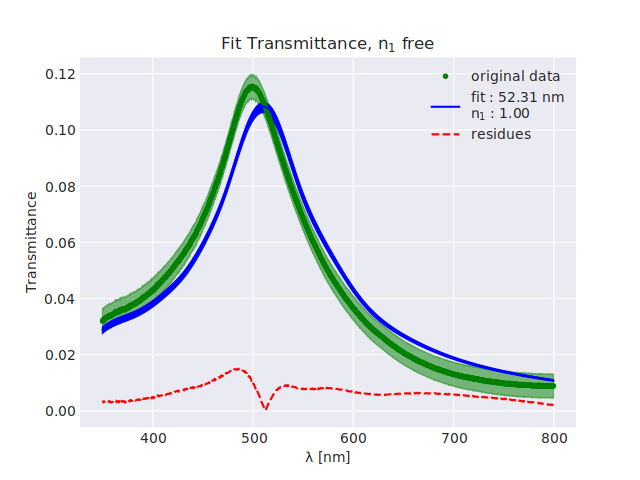 Fit Transmittance, n₁ free
0.12
0.10
0.08
0.06
0.04
0.02
0.00
Transmittance
original data
fit : 52.31 nm
n₁ : 1.00
residues
400
500
600
700
800
λ [nm]